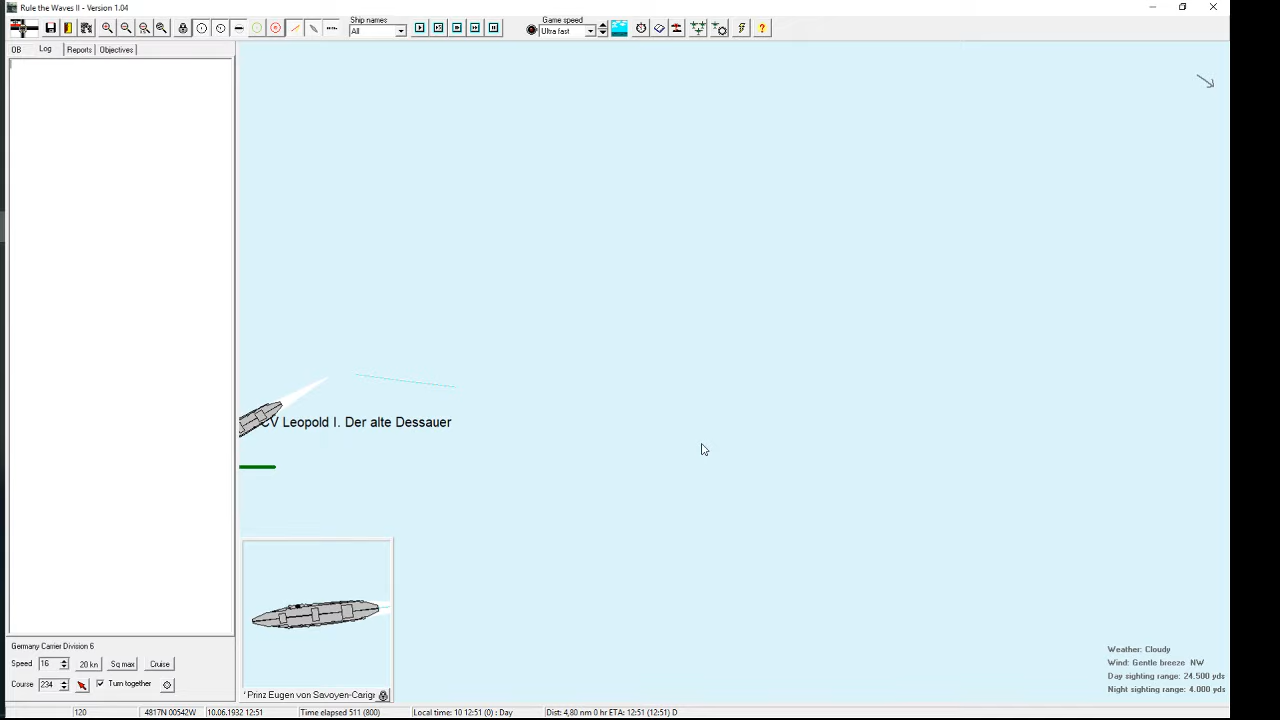 Rule the Waves II - Version 1.04
Ship names
All
Game speed
Ultra fast
OB
Log
Reports
Objectives
CV Leopold I. Der alte Dessauer
Prinz Eugen von Savoyen-Carigr
Germany Carrier Division 6
Speed 16 20 kn Sq max Cruise
Course 234 Turn together
Weather: Cloudy
Wind: Gentle breeze NW
Day sighting range: 24.500 yds
Night sighting range: 4.000 yds
120
4817N 00542W
10.06.1932 12:51
Time elapsed 511 (800)
Local time: 10 12:51 (0) : Day
Dist: 4,80 nm 0 hr ETA: 12:51 (12:51) D